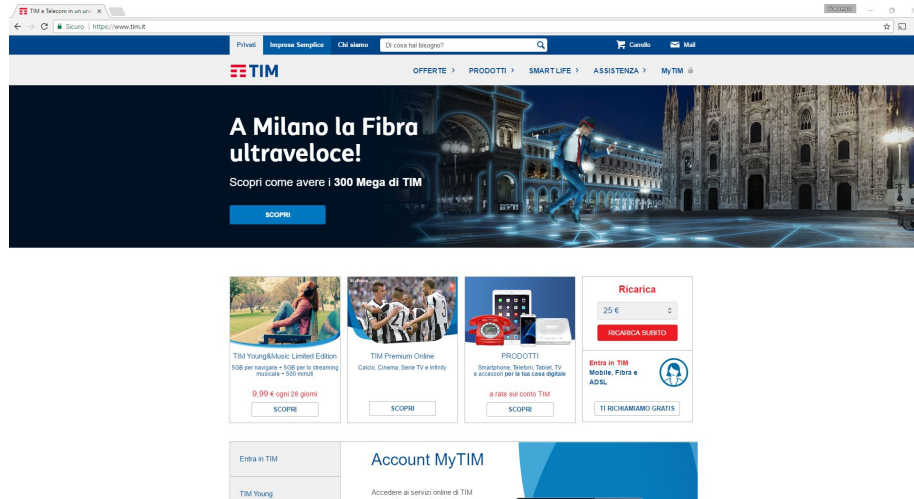 TIM e Telecom in un uni
Francesco
Sicuro | https://www.tim.it
Privati Impresa Semplice Chi siamo Di cosa hai bisogno? Carrello Mail
TIM OFFERTE > PRODOTTI > SMART LIFE > ASSISTENZA > MyTIM
A Milano la Fibra
ultraveloce!
Scopri come avere i 300 Mega di TIM
SCOPRI
TIM Young&Music Limited Edition
5GB per navigare + 5GB per lo streaming
musicale + 500 minuti
9,99 € ogni 28 giorni
SCOPRI
TIM Premium Online
Calcio, Cinema, Serie TV e Infinity
SCOPRI
PRODOTTI
Smartphone, Telefoni, Tablet, TV
e accessori per la tua casa digitale
a rate sul conto TIM
SCOPRI
Ricarica
25 €
RICARICA SUBITO
Entra in TIM
Mobile, Fibra e
ADSL
TI RICHIAMIAMO GRATIS
Entra in TIM
TIM Young
Account MyTIM
Accedere ai servizi online di TIM